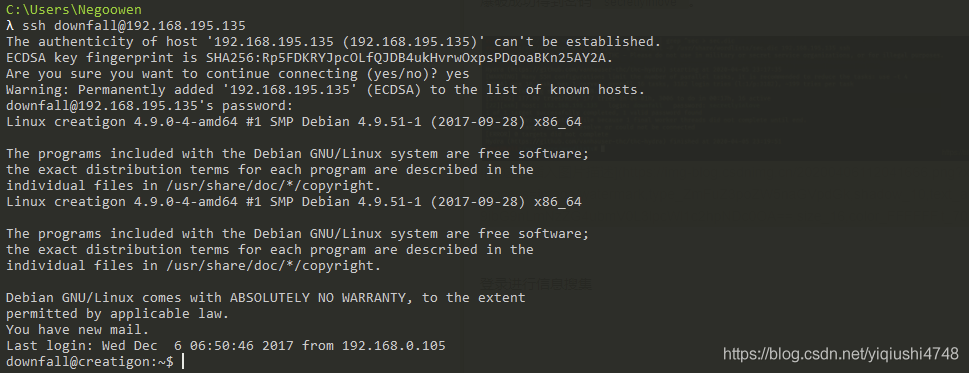 C:\Users\Negoowen
λ ssh downfall@192.168.195.135
The authenticity of host '192.168.195.135 (192.168.195.135)' can't be established.
ECDSA key fingerprint is SHA256:Rp5FDKRYJpcOLfQJDB4ukHvrwOxpsPDqoaBKn25AY2A.
Are you sure you want to continue connecting (yes/no)? yes
Warning: Permanently added '192.168.195.135' (ECDSA) to the list of known hosts.
downfall@192.168.195.135's password:
Linux creatigon 4.9.0-4-amd64 #1 SMP Debian 4.9.51-1 (2017-09-28) x86_64
The programs included with the Debian GNU/Linux system are free software;
the exact distribution terms for each program are described in the
individual files in /usr/share/doc/*/copyright.
Linux creatigon 4.9.0-4-amd64 #1 SMP Debian 4.9.51-1 (2017-09-28) x86_64
The programs included with the Debian GNU/Linux system are free software;
the exact distribution terms for each program are described in the
individual files in /usr/share/doc/*/copyright.
Debian GNU/Linux comes with ABSOLUTELY NO WARRANTY, to the extent
permitted by applicable law.
You have new mail.
Last login: Wed Dec  6 06:50:46 2017 from 192.168.0.105
downfall@creatigon:~$
https://blog.csdn.net/yiqiushi4748